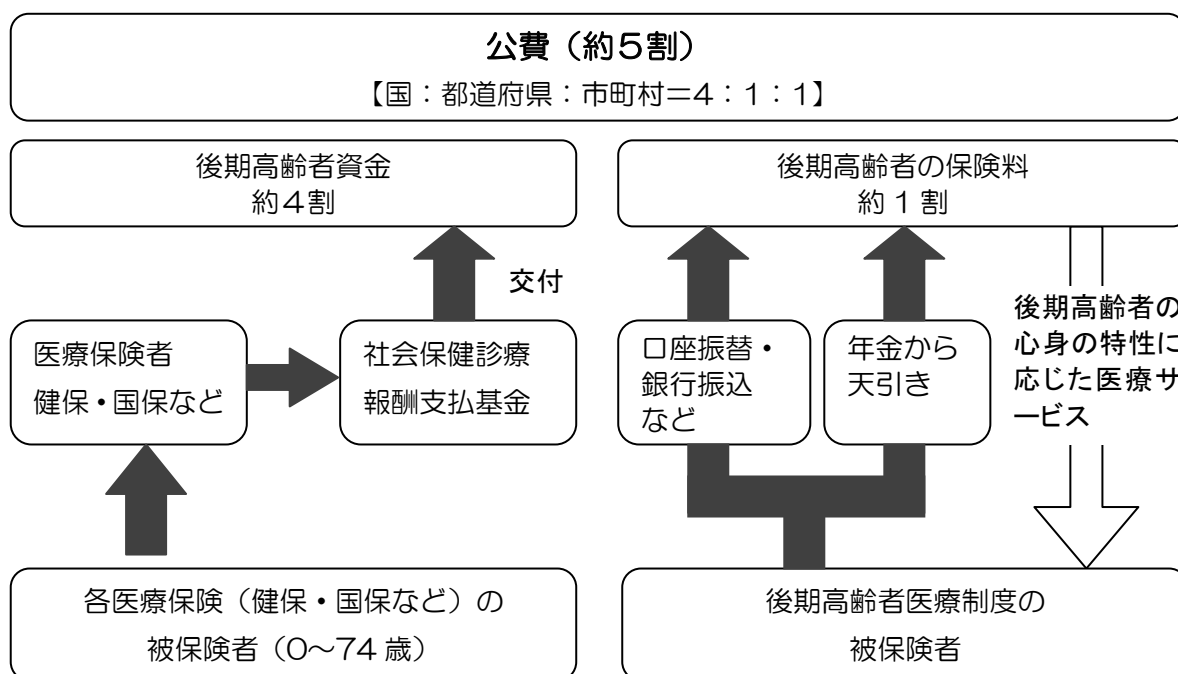 公費（約５割）
【国：都道府県：市町村＝4：1：1】
後期高齢者資金
約４割
後期高齢者の保険料
約１割
交付
医療保険者
健保・国保など
社会保健診療
報酬支払基金
口座振替・
銀行振込
など
年金から
天引き
後期高齢者の
心身の特性に
応じた医療サ
ービス
各医療保険（健保・国保など）の
被保険者（0～74 歳）
後期高齢者医療制度の
被保険者